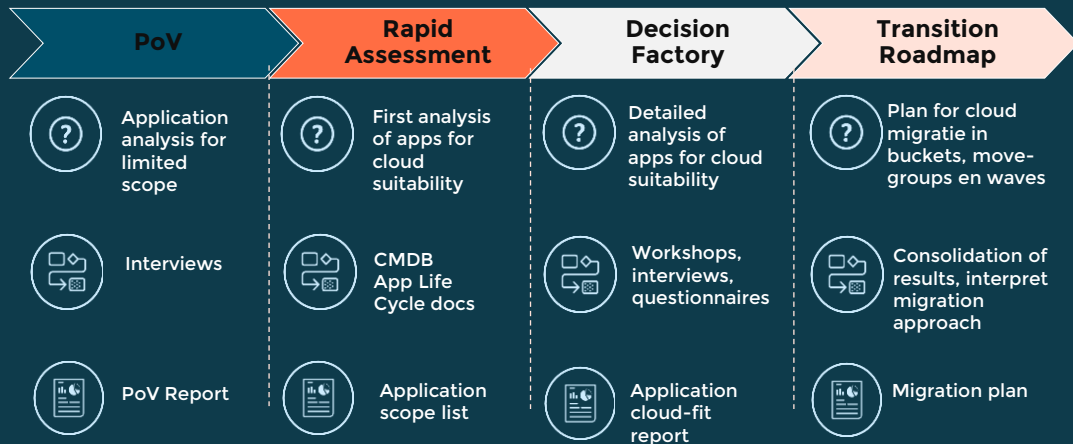 PoV
Rapid
Assessment
Decision
Factory
Transition
Roadmap
Application
analysis for
limited
scope
First analysis
of apps for
cloud
suitability
Detailed
analysis of
apps for cloud
suitability
Plan for cloud
migratie in
buckets, move-
groups en waves
Interviews
CMDB
App Life
Cycle docs
Workshops,
interviews,
questionnaires
Consolidation of
results, interpret
migration
approach
PoV Report
Application
scope list
Application
cloud-fit
report
Migration plan